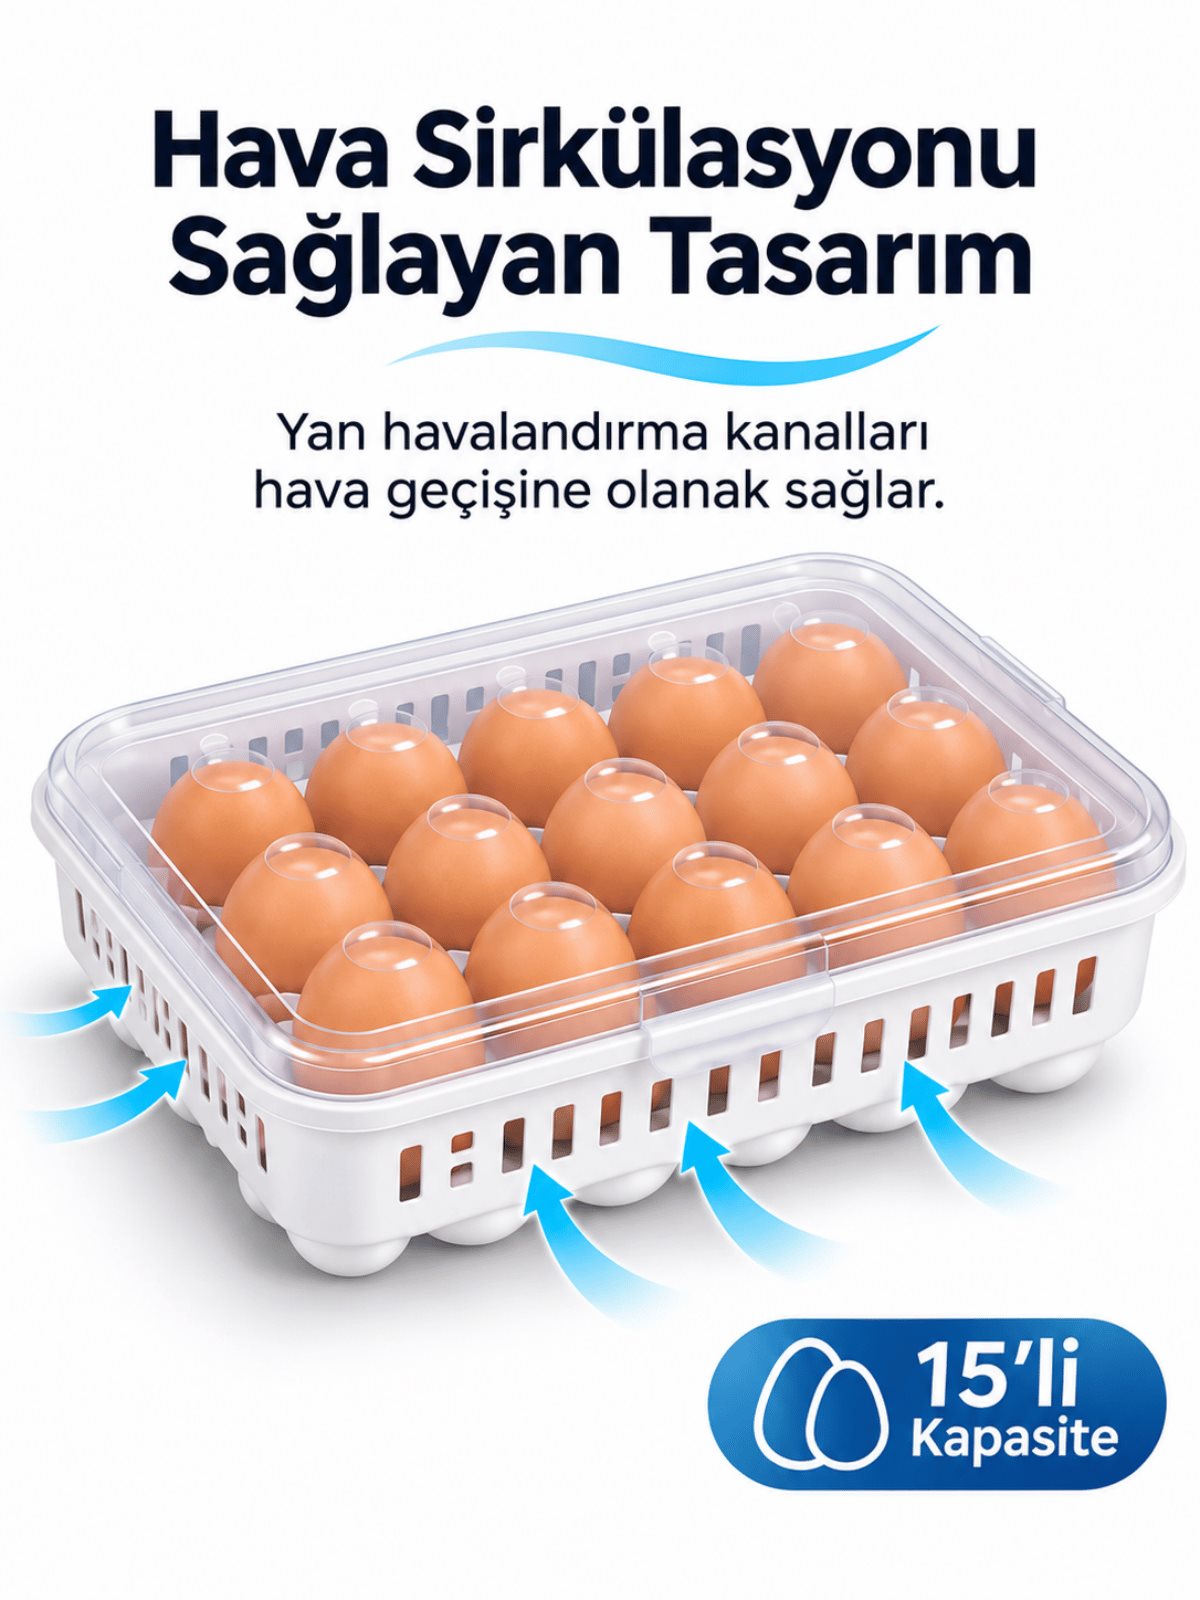 Hava Sirkülasyonu
Sağlayan Tasarım
Yan havalandırma kanalları
hava geçişine olanak sağlar.
15'li
Kapasite